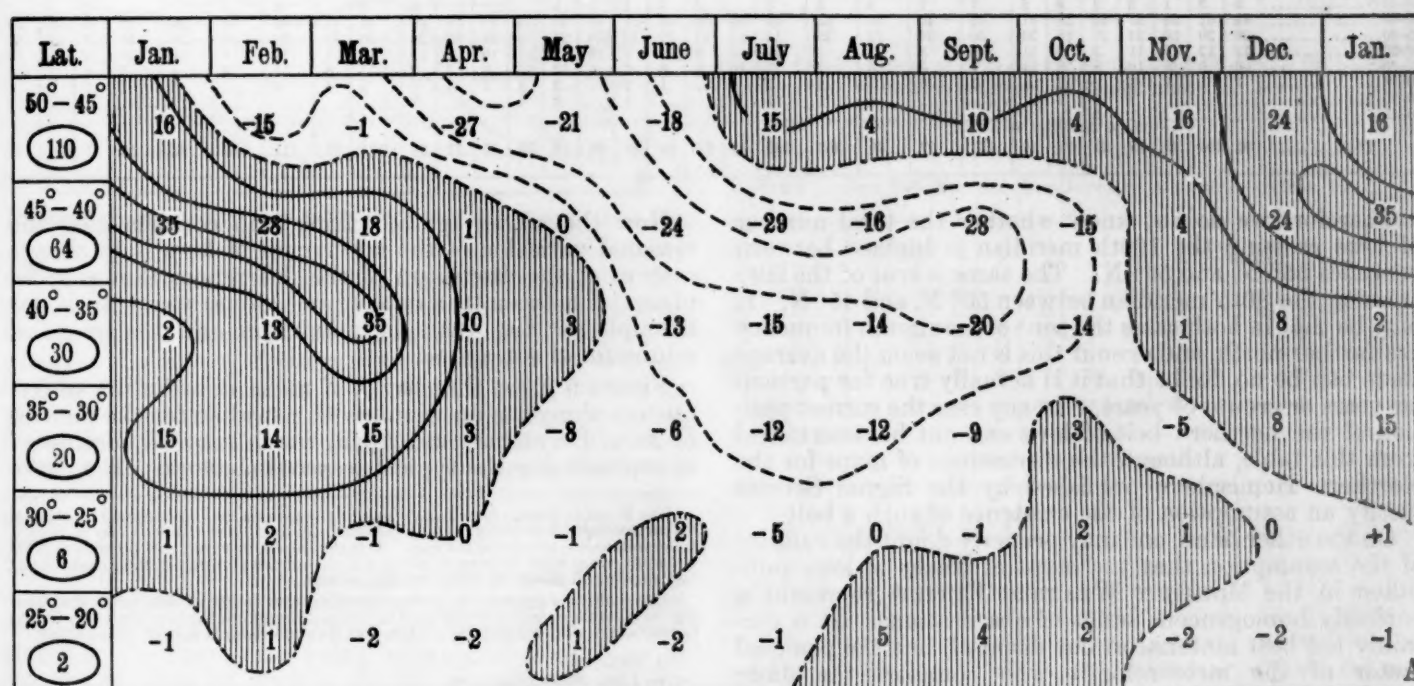 Lat. Jan. Feb. Mar. Apr. May June July Aug. Sept. Oct. Nov. Dec. Jan.
50°–45° 16 –15 –1 –27 –21 –18 15 4 10 4 16 24 16
110
45°–40° 35 28 18 1 0 –24 –29 –16 –28 –15 4 24 35
64
40°–35° 2 13 35 10 3 –13 –15 –14 –20 –14 1 8 2
30
35°–30° 15 14 15 3 –8 –6 –12 –12 –9 3 –5 8 15
20
30°–25° 1 2 –1 0 –1 2 –5 0 –1 2 1 0 +1
6
25°–20° –1 1 –2 –2 1 –2 –1 5 4 2 –2 –2 –1
2